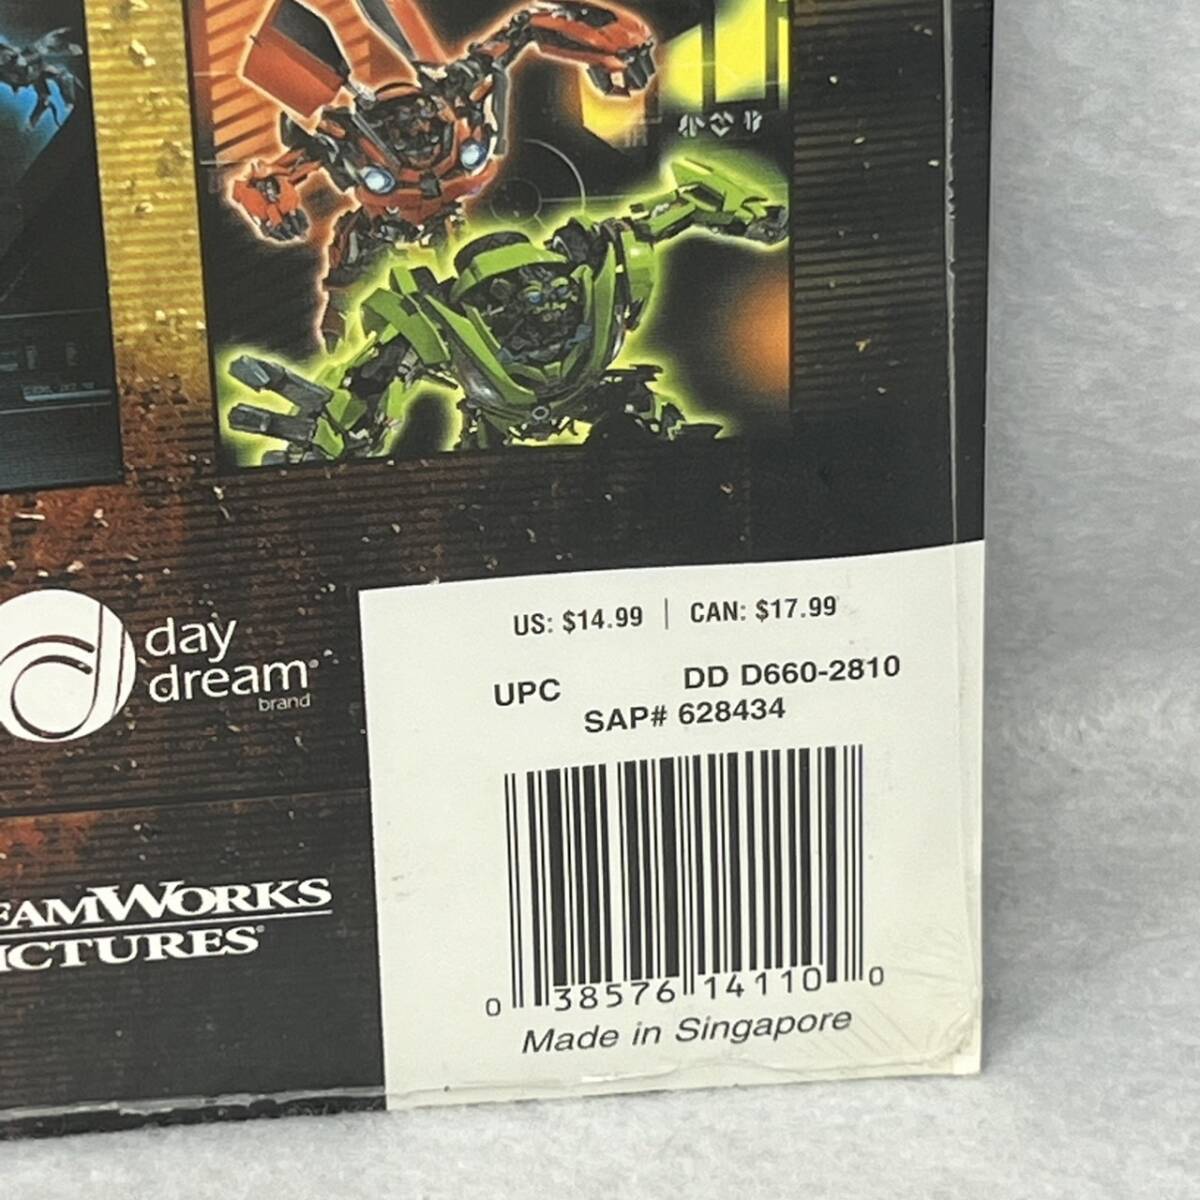 day
dream
brand
US: $14.99 | CAN: $17.99
UPC DD D660-2810
SAP# 628434
0 38576 14110 0
Made in Singapore
EAMWORKS
ICTURES